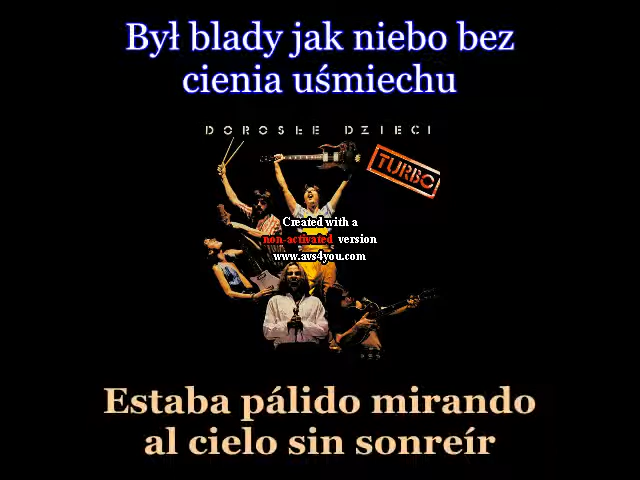 Był blady jak niebo bez
cienia uśmiechu
DOROSŁE DZIECI
TURBO
Created with a
non-activated version
www.avs4you.com
Estaba pálido mirando
al cielo sin sonreír